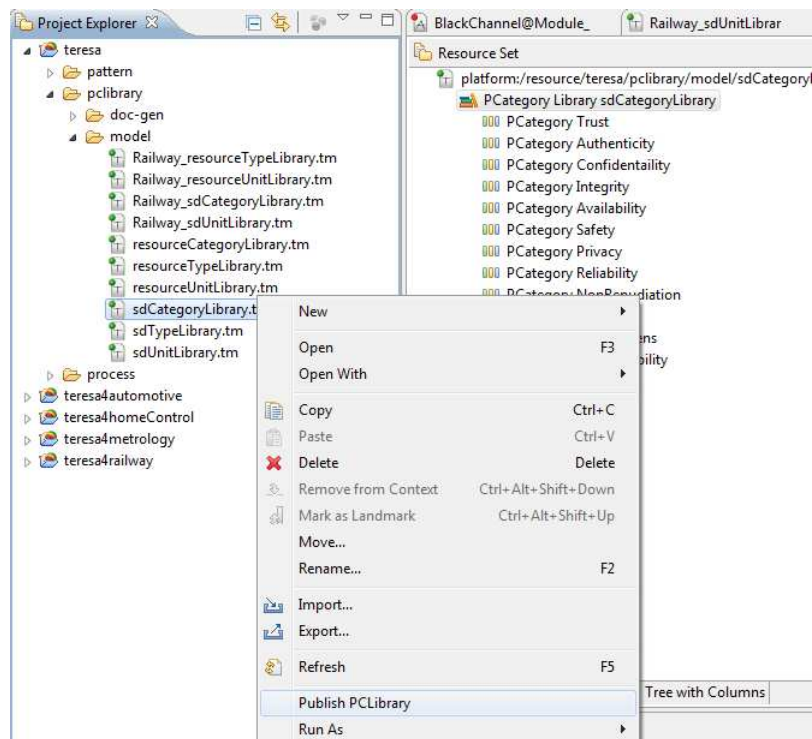 Project Explorer
BlackChannel@Module_
Railway_sdUnitLibrar
teresa
pattern
pclibrary
doc-gen
model
Railway_resourceTypeLibrary.tm
Railway_resourceUnitLibrary.tm
Railway_sdCategoryLibrary.tm
Railway_sdUnitLibrary.tm
resourceCategoryLibrary.tm
resourceTypeLibrary.tm
resourceUnitLibrary.tm
sdCategoryLibrary.t
sdTypeLibrary.tm
sdUnitLibrary.tm
process
teresa4automotive
teresa4homeControl
teresa4metrology
teresa4railway
Resource Set
platform:/resource/teresa/pclibrary/model/sdCategoryl
PCategory Library sdCategoryLibrary
PCategory Trust
PCategory Authenticity
PCategory Confidentaility
PCategory Integrity
PCategory Availability
PCategory Safety
PCategory Privacy
PCategory Reliability
PCategory NonRepudiation
ens
bility
New
Open F3
Open With
Copy Ctrl+C
Paste Ctrl+V
Delete Delete
Remove from Context Ctrl+Alt+Shift+Down
Mark as Landmark Ctrl+Alt+Shift+Up
Move...
Rename... F2
Import...
Export...
Refresh F5
Publish PCLibrary
Run As
Tree with Columns